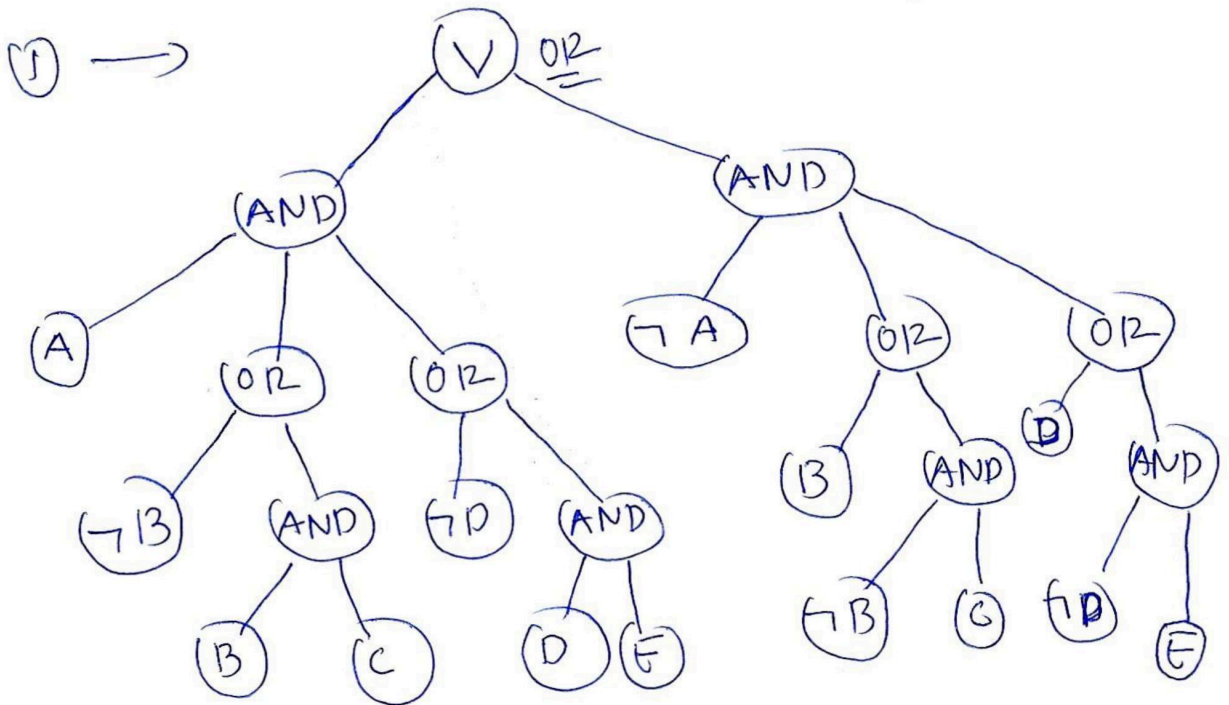 ① → V OR
AND AND
A OR OR ¬A OR OR
¬B AND ¬D AND B AND D AND
B C D E ¬B C ¬D E